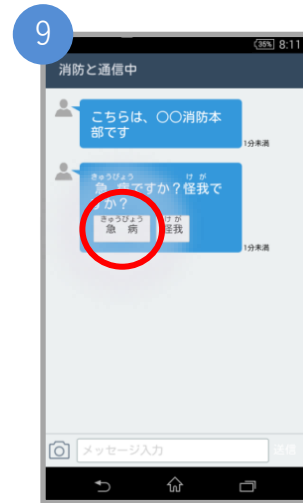 9
35% 8:11
消防と通信中
こちらは、〇〇消防本
部です
1分未満
きゅうびょう けが
急病ですか？怪我で
すか？
きゅうびょう けが
急病 怪我
1分未満
メッセージ入力 送信